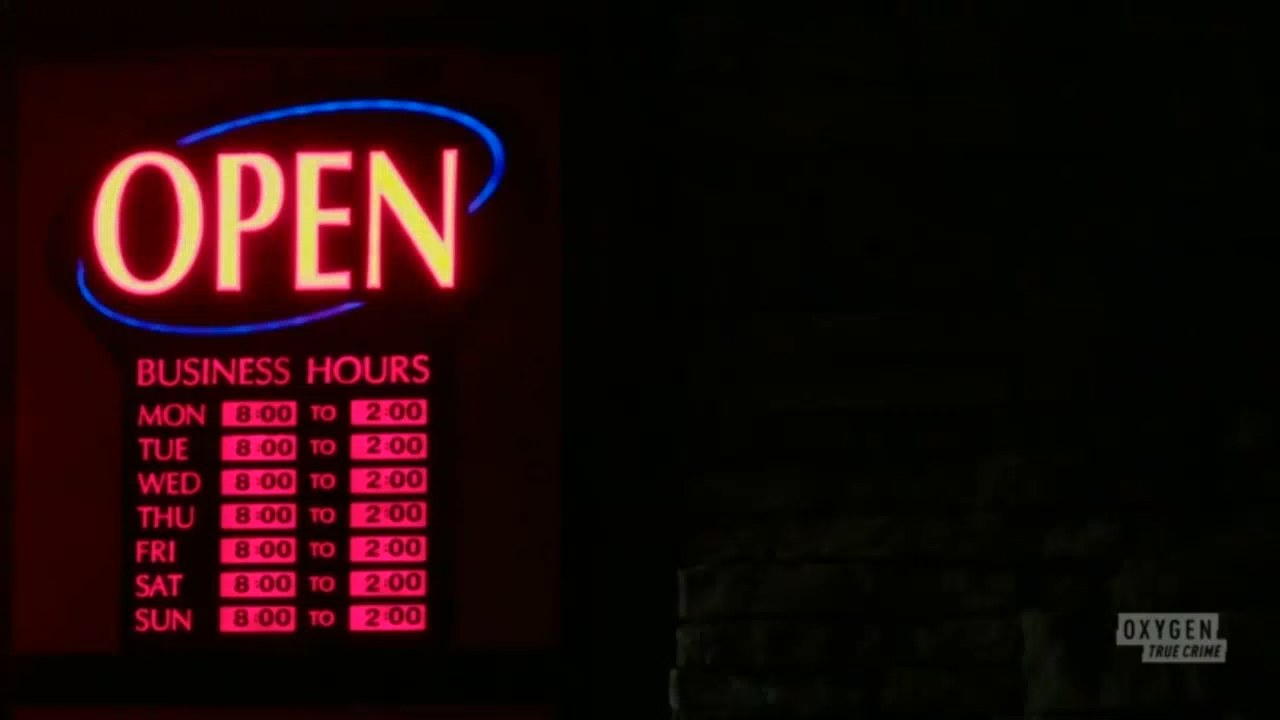 OPEN
BUSINESS HOURS
MON 8:00 TO 2:00
TUE 8:00 TO 2:00
WED 8:00 TO 2:00
THU 8:00 TO 2:00
FRI 8:00 TO 2:00
SAT 8:00 TO 2:00
SUN 8:00 TO 2:00
OXYGEN
TRUE CRIME